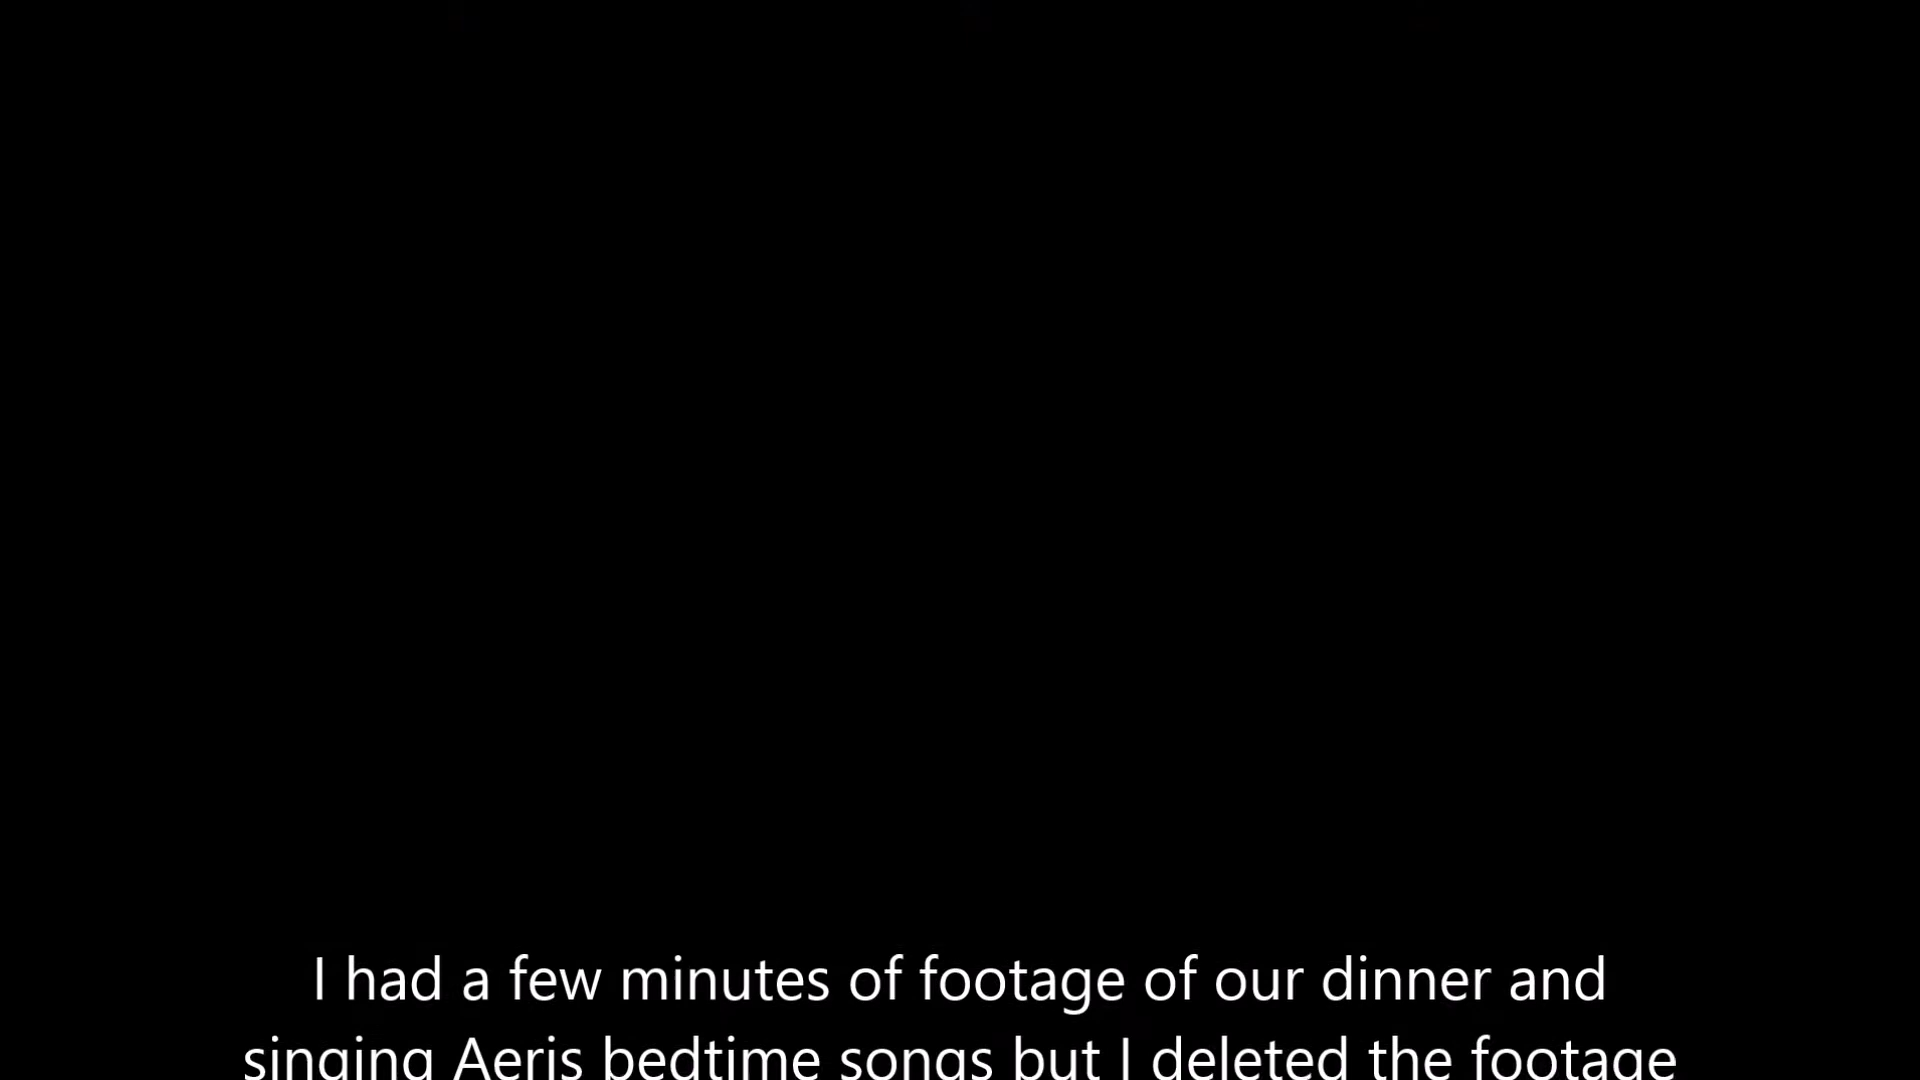 I had a few minutes of footage of our dinner and
singing Aeris bedtime songs but I deleted the footage